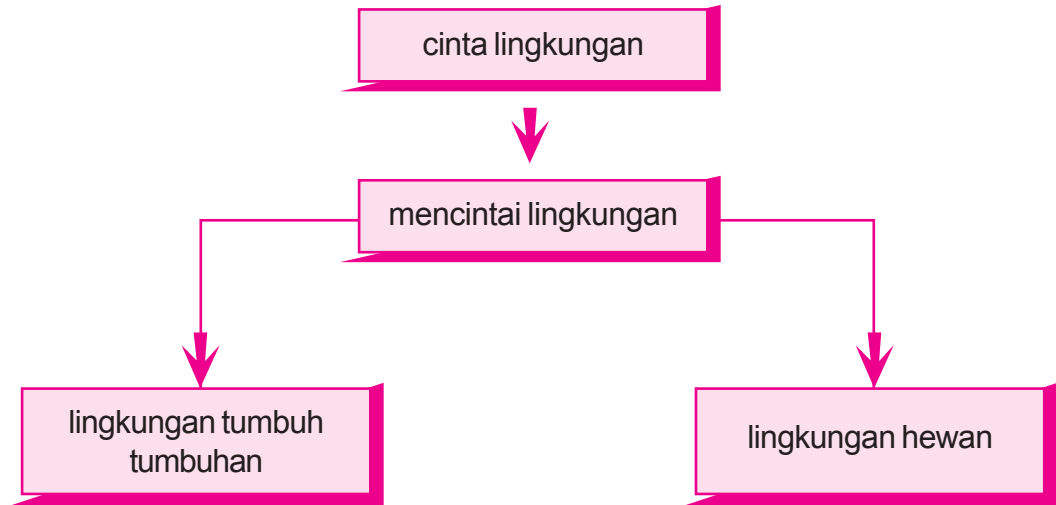 cinta lingkungan
mencintai lingkungan
lingkungan tumbuh
tumbuhan
lingkungan hewan